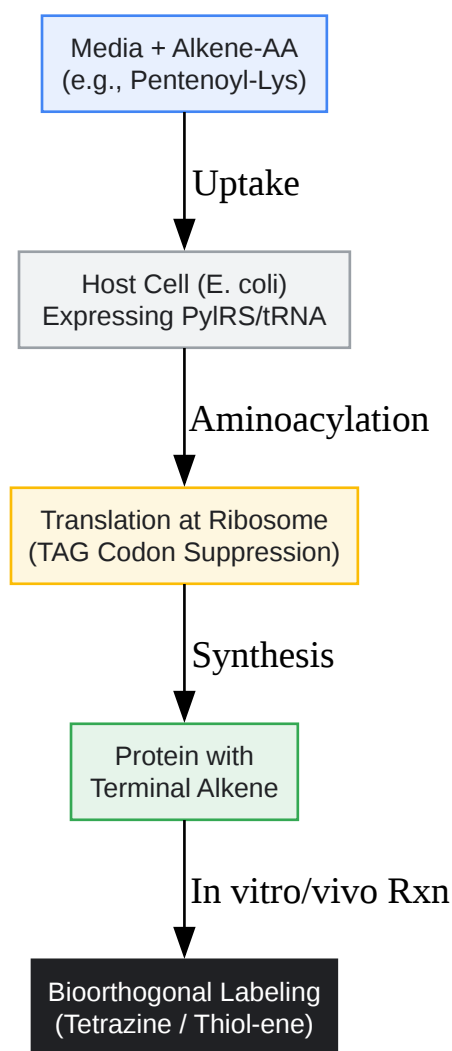 Media + Alkene-AA
(e.g., Pentenoyl-Lys)
Uptake
Host Cell (E. coli)
Expressing PylRS/tRNA
Aminoacylation
Translation at Ribosome
(TAG Codon Suppression)
Synthesis
Protein with
Terminal Alkene
In vitro/vivo Rxn
Bioorthogonal Labeling
(Tetrazine / Thiol-ene)